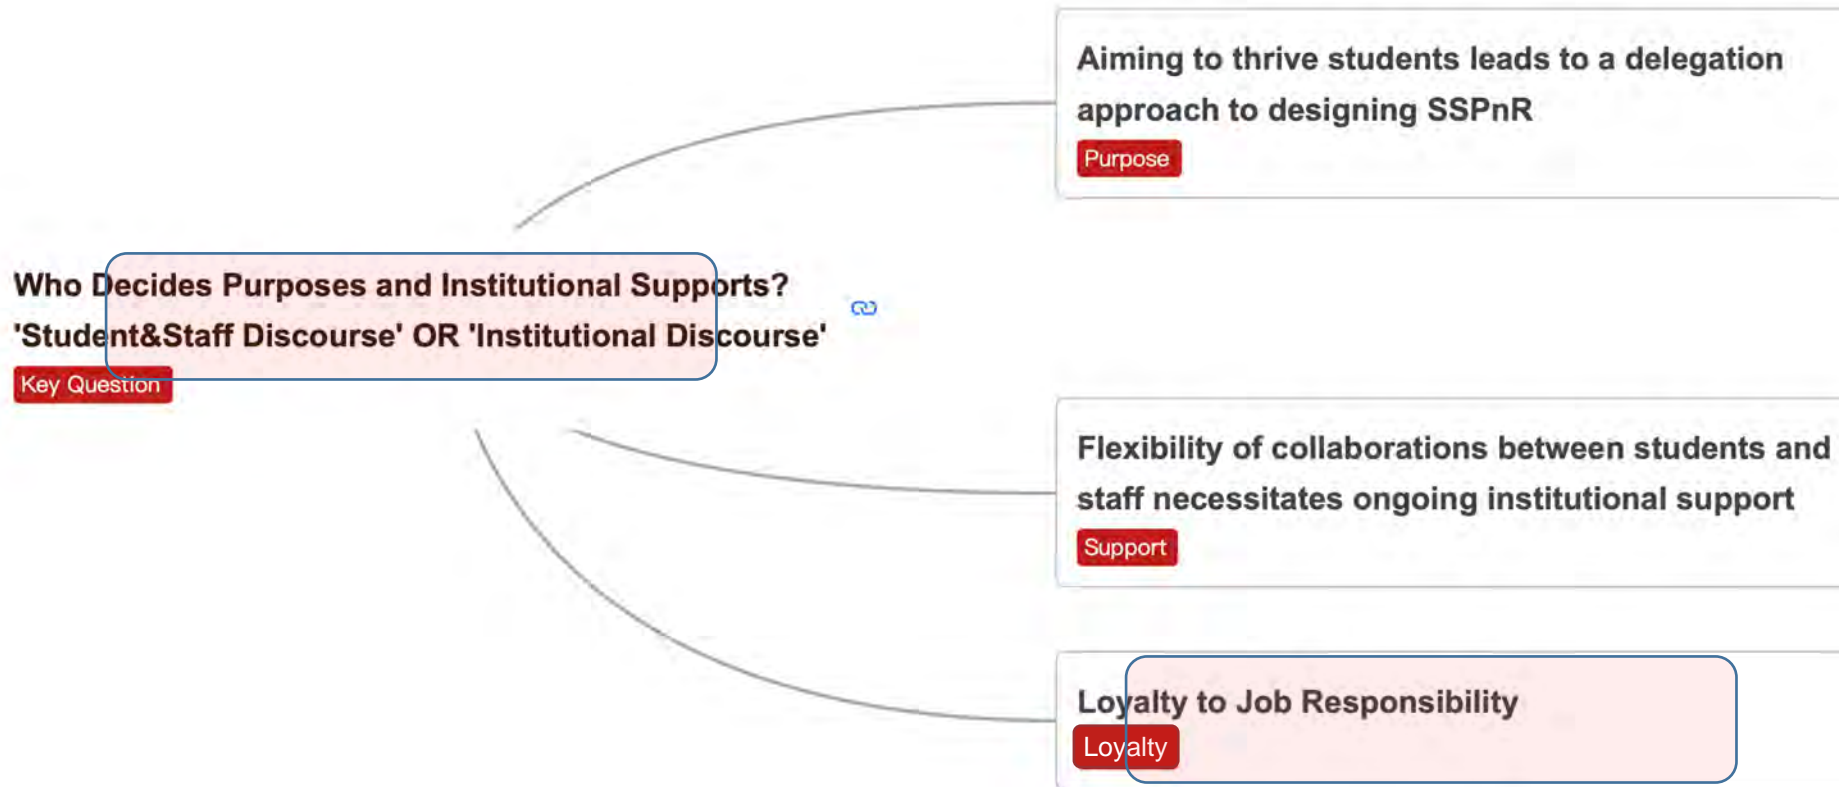 Aiming to thrive students leads to a delegation
approach to designing SSPnR
Purpose
Who Decides Purposes and Institutional Supports?
'Student&Staff Discourse' OR 'Institutional Discourse'
Key Question
Flexibility of collaborations between students and
staff necessitates ongoing institutional support
Support
Loyalty to Job Responsibility
Loyalty